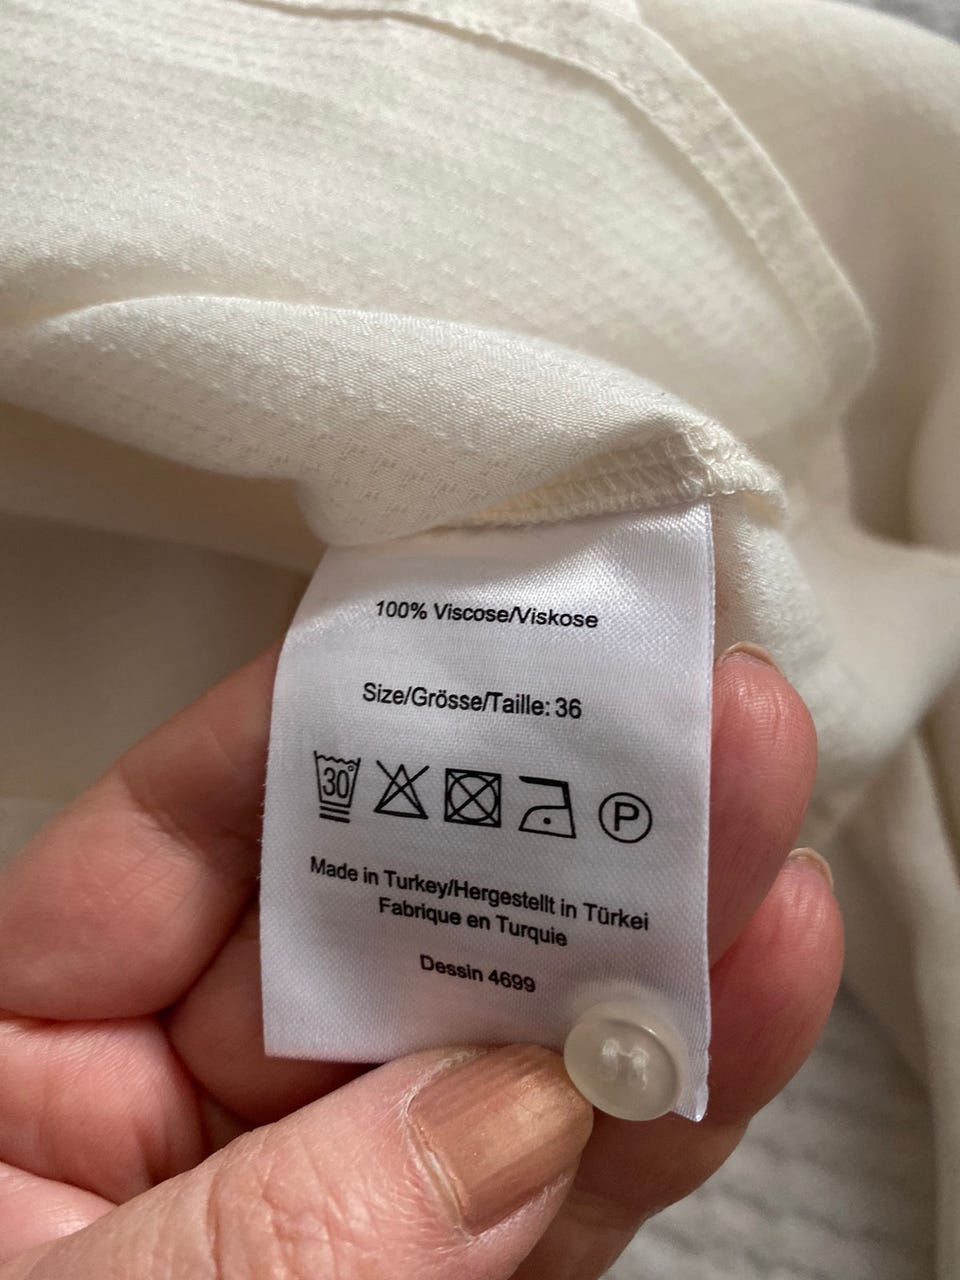 100% Viscose/Viskose
Size/Grösse/Taille: 36
30 P
Made in Turkey/Hergestellt in Türkei
Fabrique en Turquie
Dessin 4699